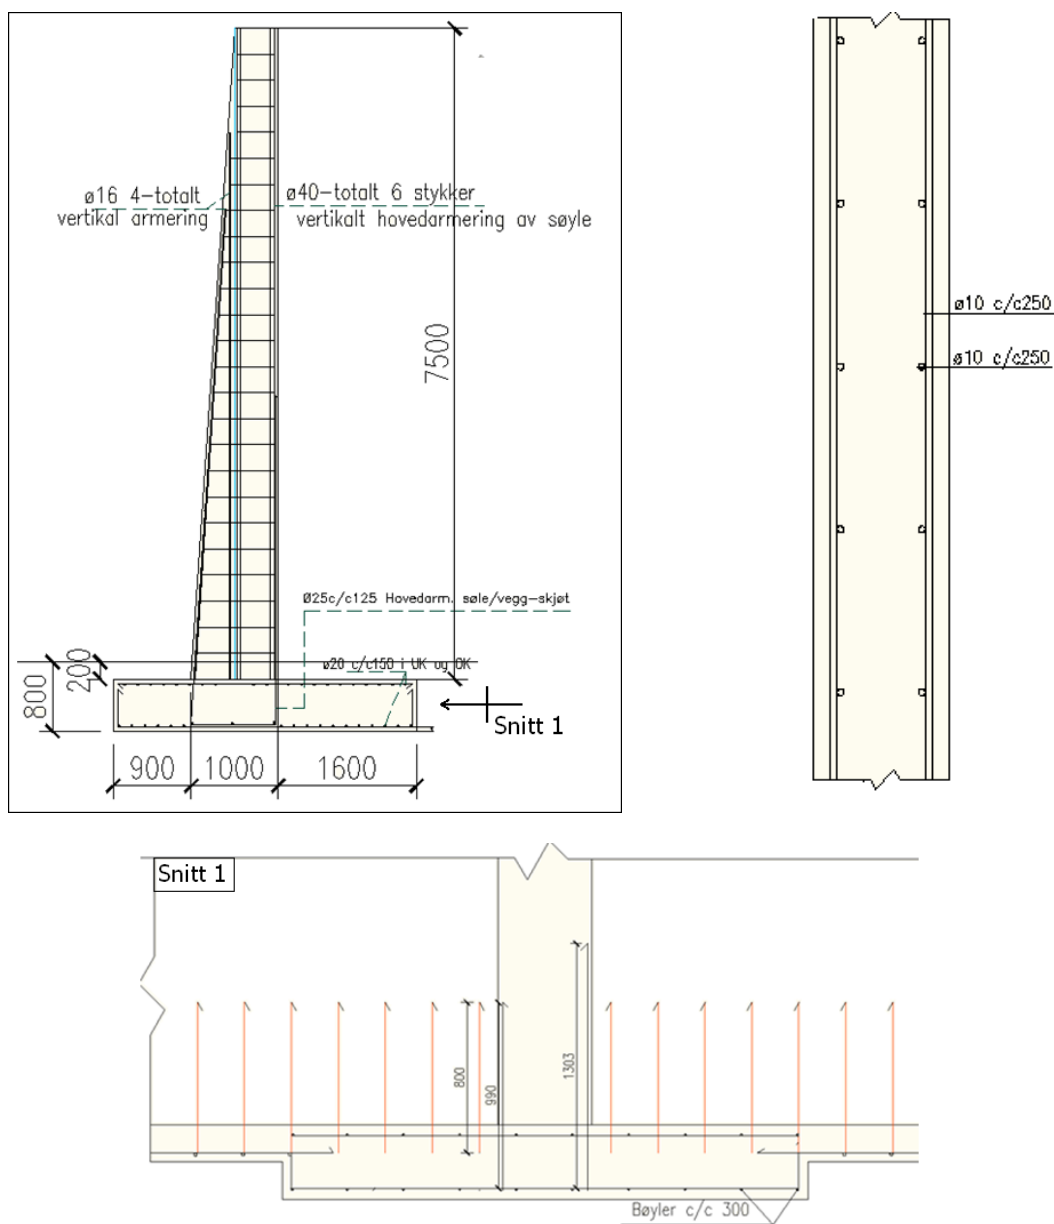 ø16 4-totalt
vertikal armering
ø40-totalt 6 stykker
vertikalt hovedarmering av søyle
7500
Ø25c/c125 Hovedarm. søle/vegg-skjøt
ø20 c/c150 i UK og OK
200
800
Snitt 1
900
1000
1600
ø10 c/c250
ø10 c/c250
Snitt 1
800
990
1303
Bøyler c/c 300